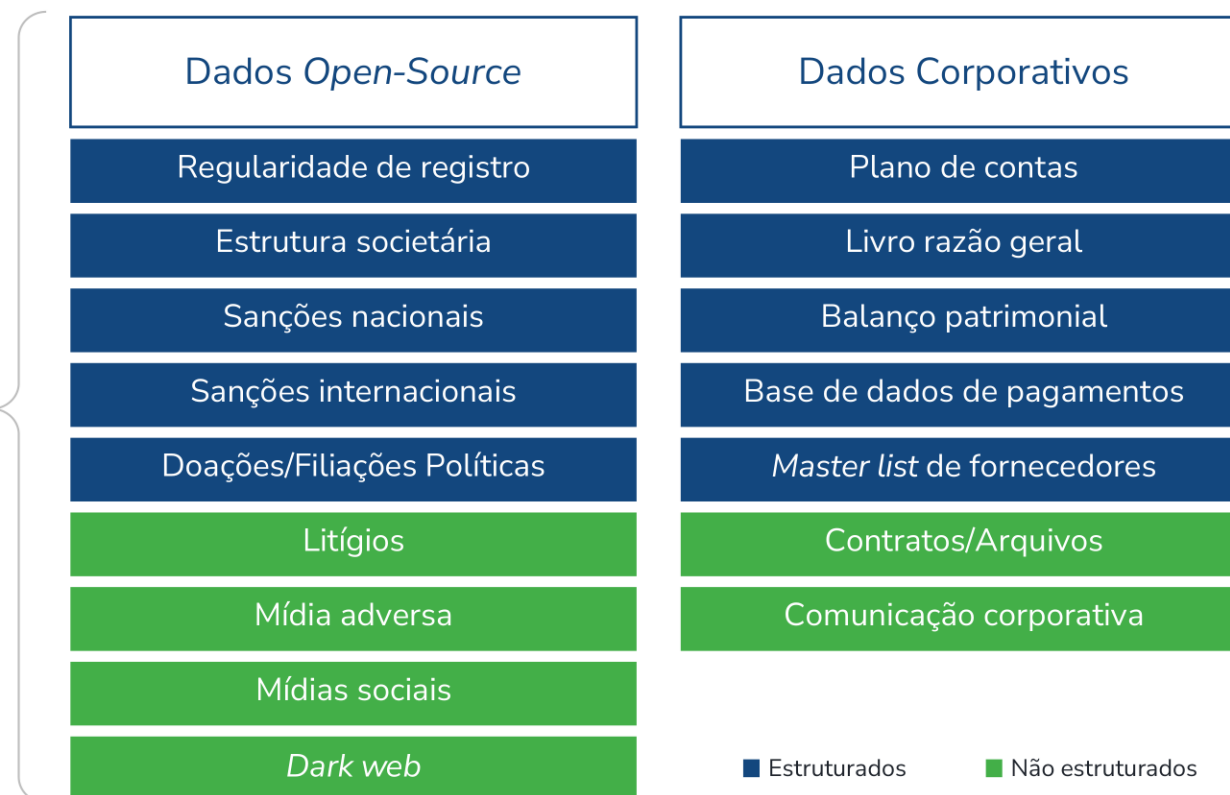 Dados Open-Source
Regularidade de registro
Estrutura societária
Sanções nacionais
Sanções internacionais
Doações/Filiações Políticas
Litígios
Mídia adversa
Mídias sociais
Dark web
Dados Corporativos
Plano de contas
Livro razão geral
Balanço patrimonial
Base de dados de pagamentos
Master list de fornecedores
Contratos/Arquivos
Comunicação corporativa
Estruturados
Não estruturados